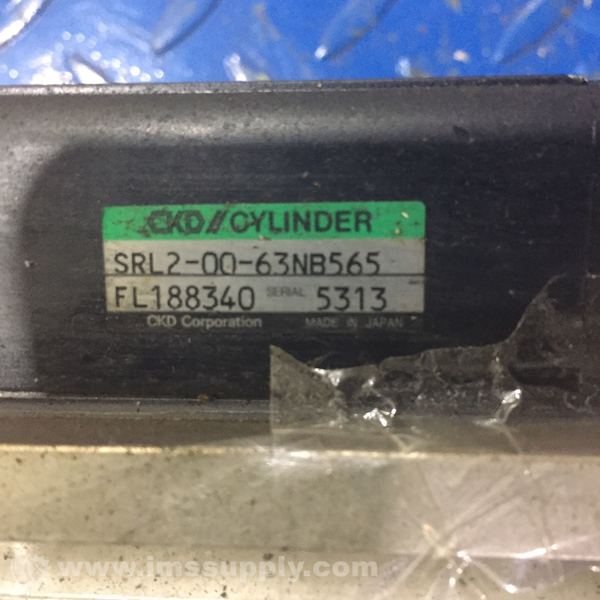 CKD//CYLINDER
SRL2-00-63NB565
FL188340 SERIAL 5313
CKD Corporation MADE IN JAPAN
www.imssupply.com